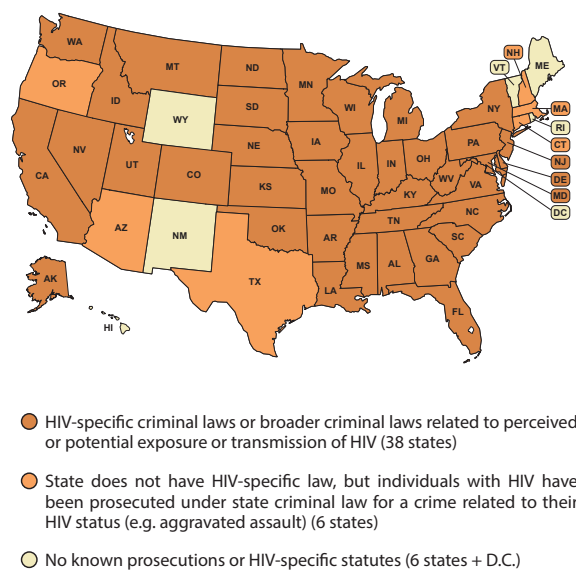 WA
MT
ND
MN
OR
ID
SD
WI
MI
WY
NE
IA
NV
UT
CO
KS
MO
IL
IN
OH
PA
NY
VT
NH
ME
MA
RI
CT
NJ
DE
MD
DC
CA
AZ
NM
TX
OK
AR
LA
MS
AL
GA
FL
SC
NC
TN
KY
WV
VA
AK
HI
HIV-specific criminal laws or broader criminal laws related to perceived
or potential exposure or transmission of HIV (38 states)
State does not have HIV-specific law, but individuals with HIV have
been prosecuted under state criminal law for a crime related to their
HIV status (e.g. aggravated assault) (6 states)
No known prosecutions or HIV-specific statutes (6 states + D.C.)